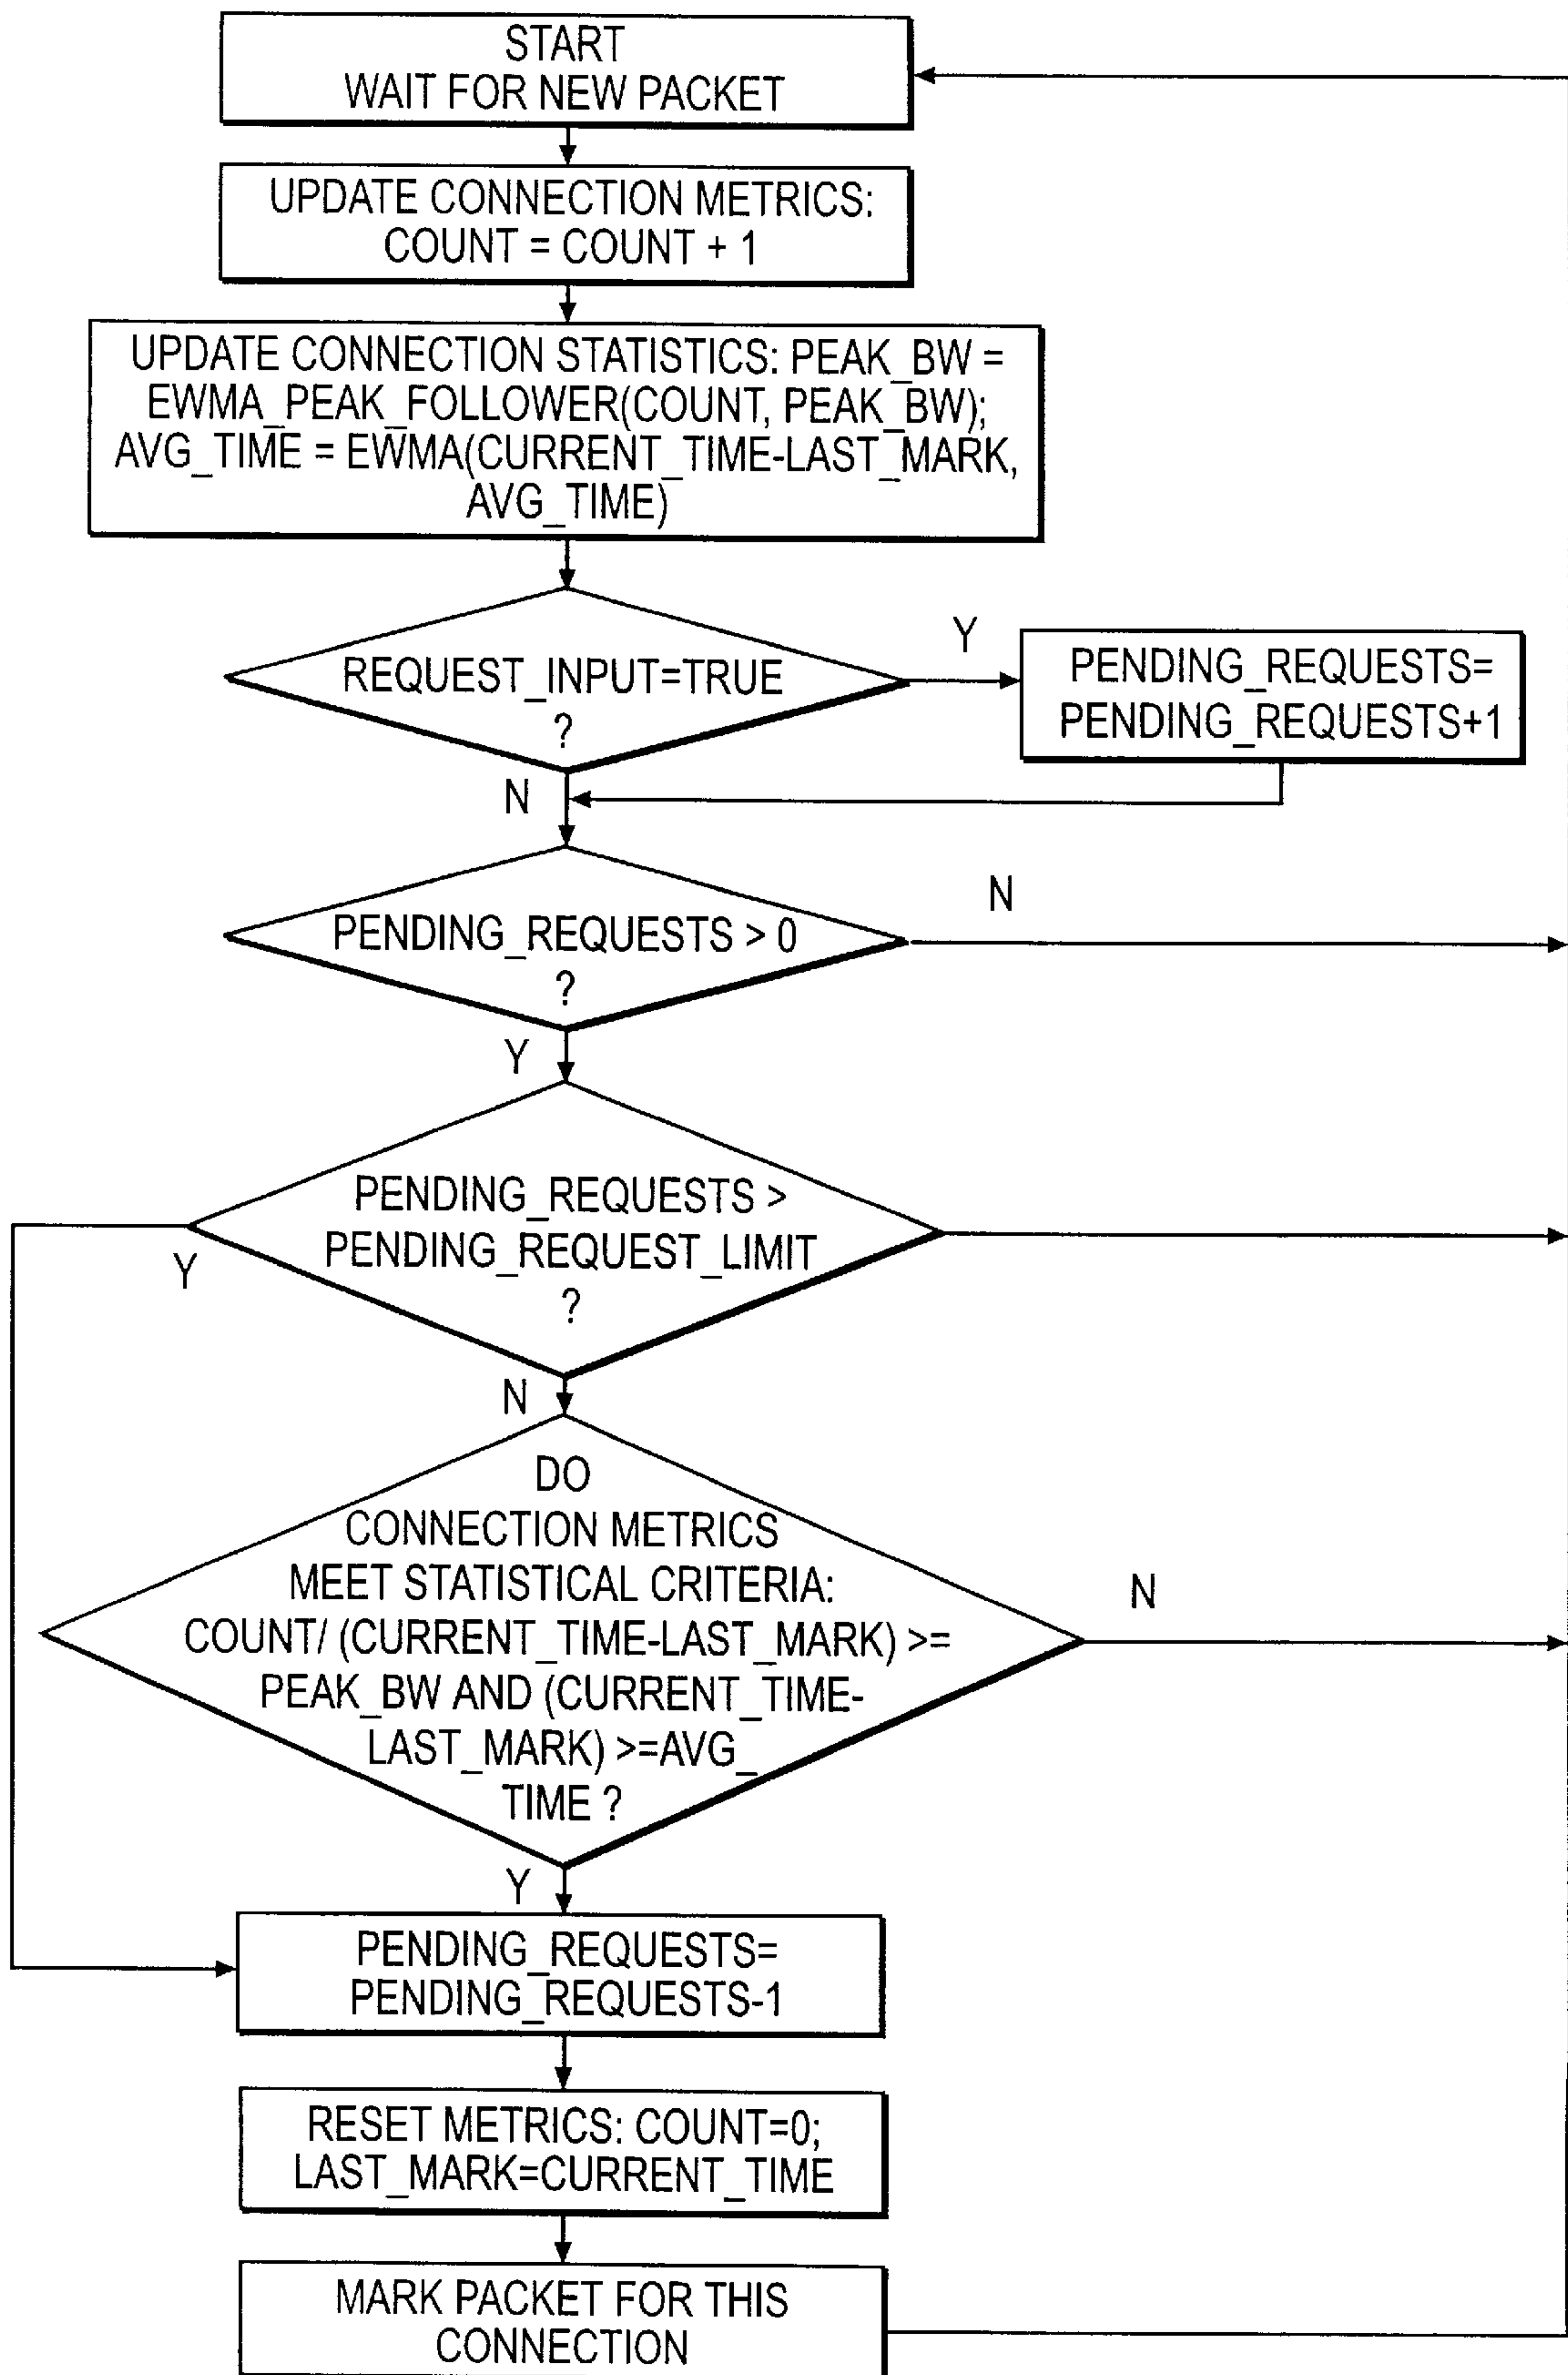 START
WAIT FOR NEW PACKET
UPDATE CONNECTION METRICS:
COUNT = COUNT + 1
UPDATE CONNECTION STATISTICS: PEAK_BW =
EWMA_PEAK_FOLLOWER(COUNT, PEAK_BW);
AVG_TIME = EWMA(CURRENT_TIME-LAST_MARK,
AVG_TIME)
REQUEST_INPUT=TRUE
?
Y
PENDING_REQUESTS=
PENDING_REQUESTS+1
N
PENDING_REQUESTS > 0
?
N
Y
PENDING_REQUESTS >
PENDING_REQUEST_LIMIT
?
Y
N
DO
CONNECTION METRICS
MEET STATISTICAL CRITERIA:
COUNT/ (CURRENT_TIME-LAST_MARK) >=
PEAK_BW AND (CURRENT_TIME-
LAST_MARK) >=AVG_
TIME ?
N
Y
PENDING_REQUESTS=
PENDING_REQUESTS-1
RESET METRICS: COUNT=0;
LAST_MARK=CURRENT_TIME
MARK PACKET FOR THIS
CONNECTION